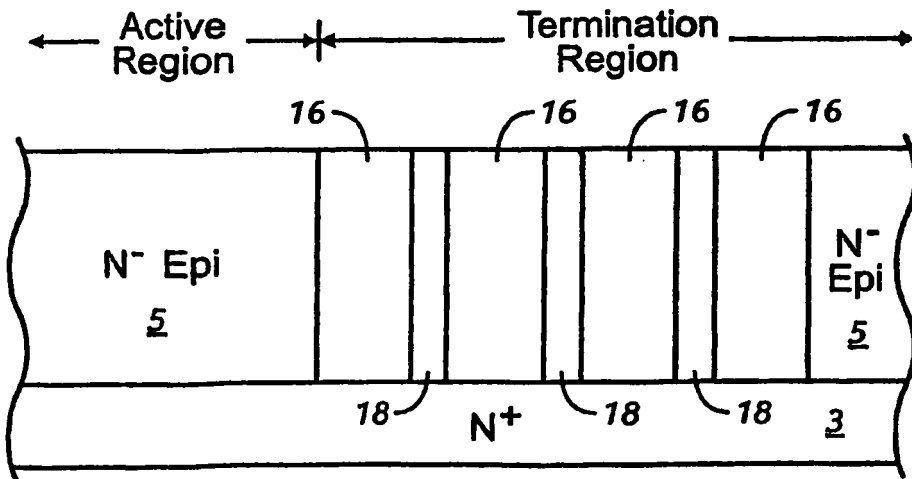 Active Region
Termination Region
16 16 16 16
N⁻ Epi
5
N⁻ Epi
5
18 18 18
N⁺
3